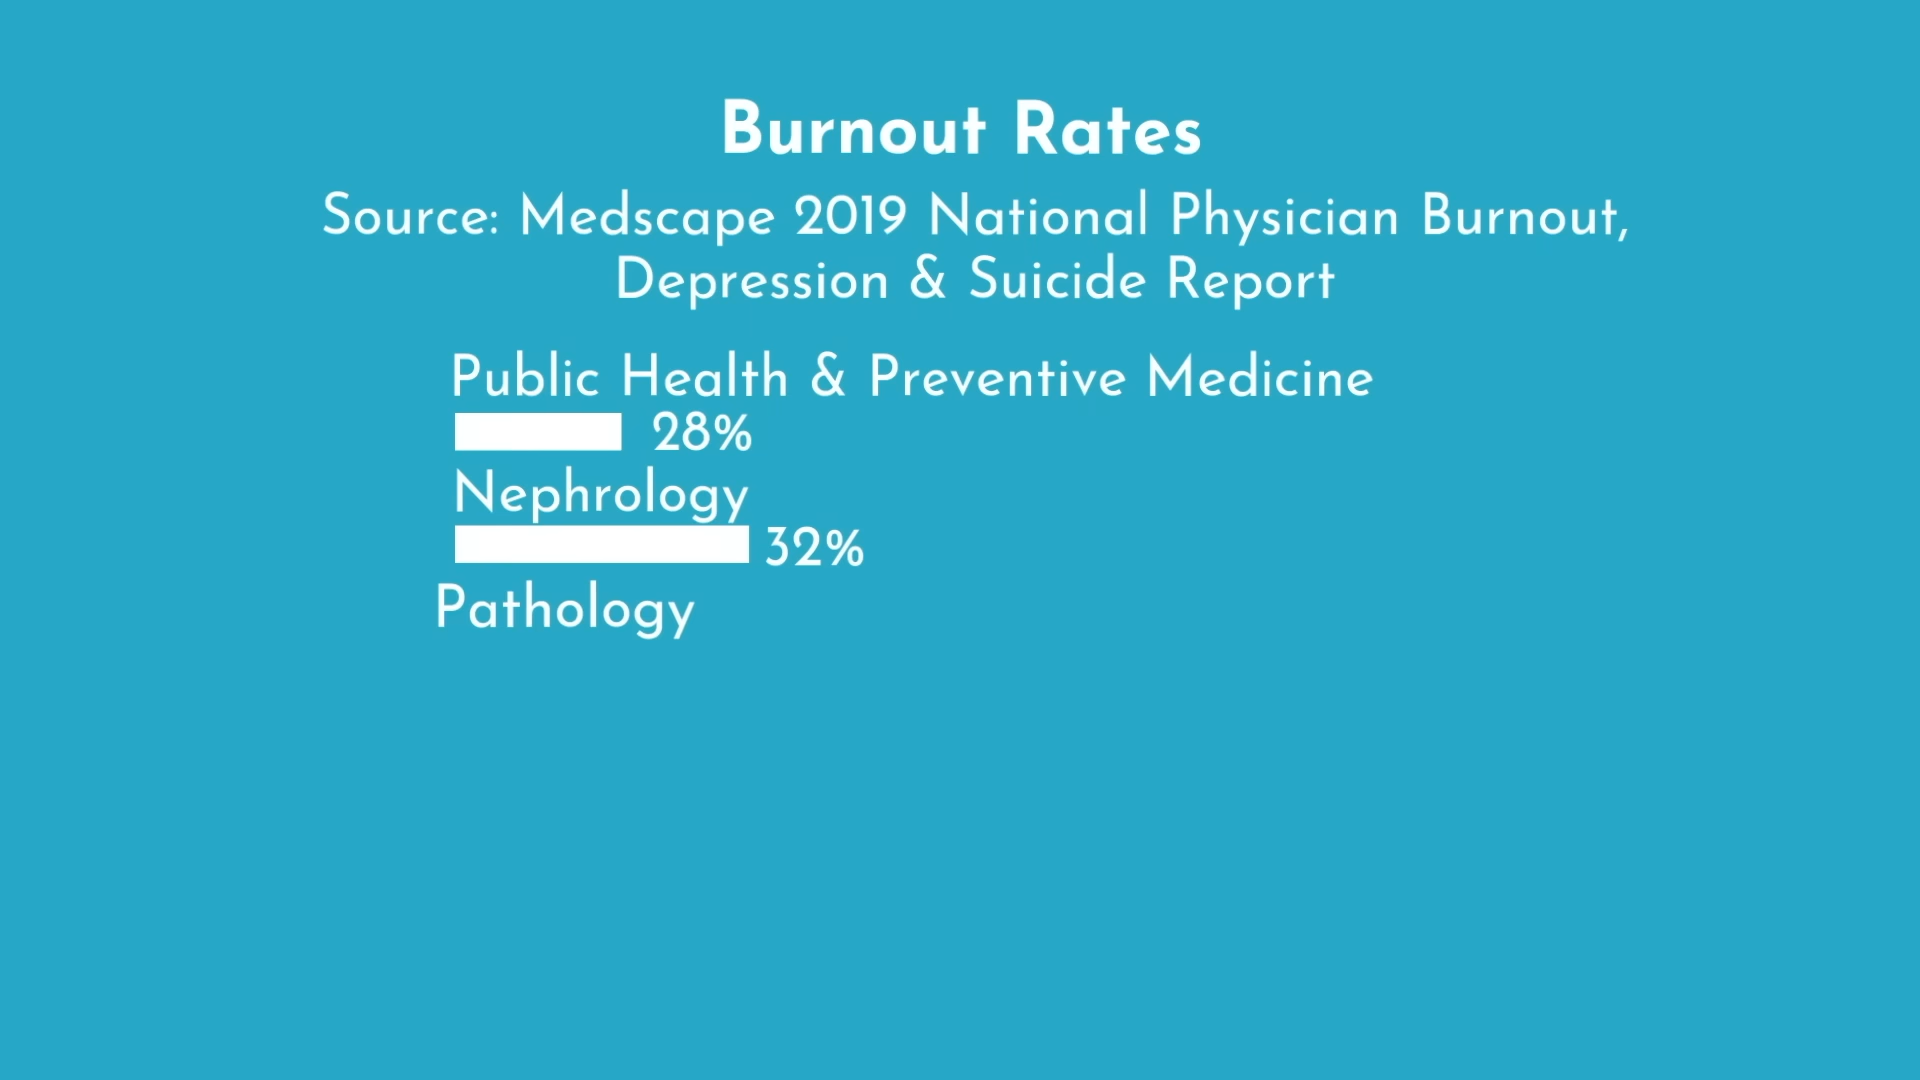 Burnout Rates
Source: Medscape 2019 National Physician Burnout,
Depression & Suicide Report
Public Health & Preventive Medicine
28%
Nephrology
32%
Pathology